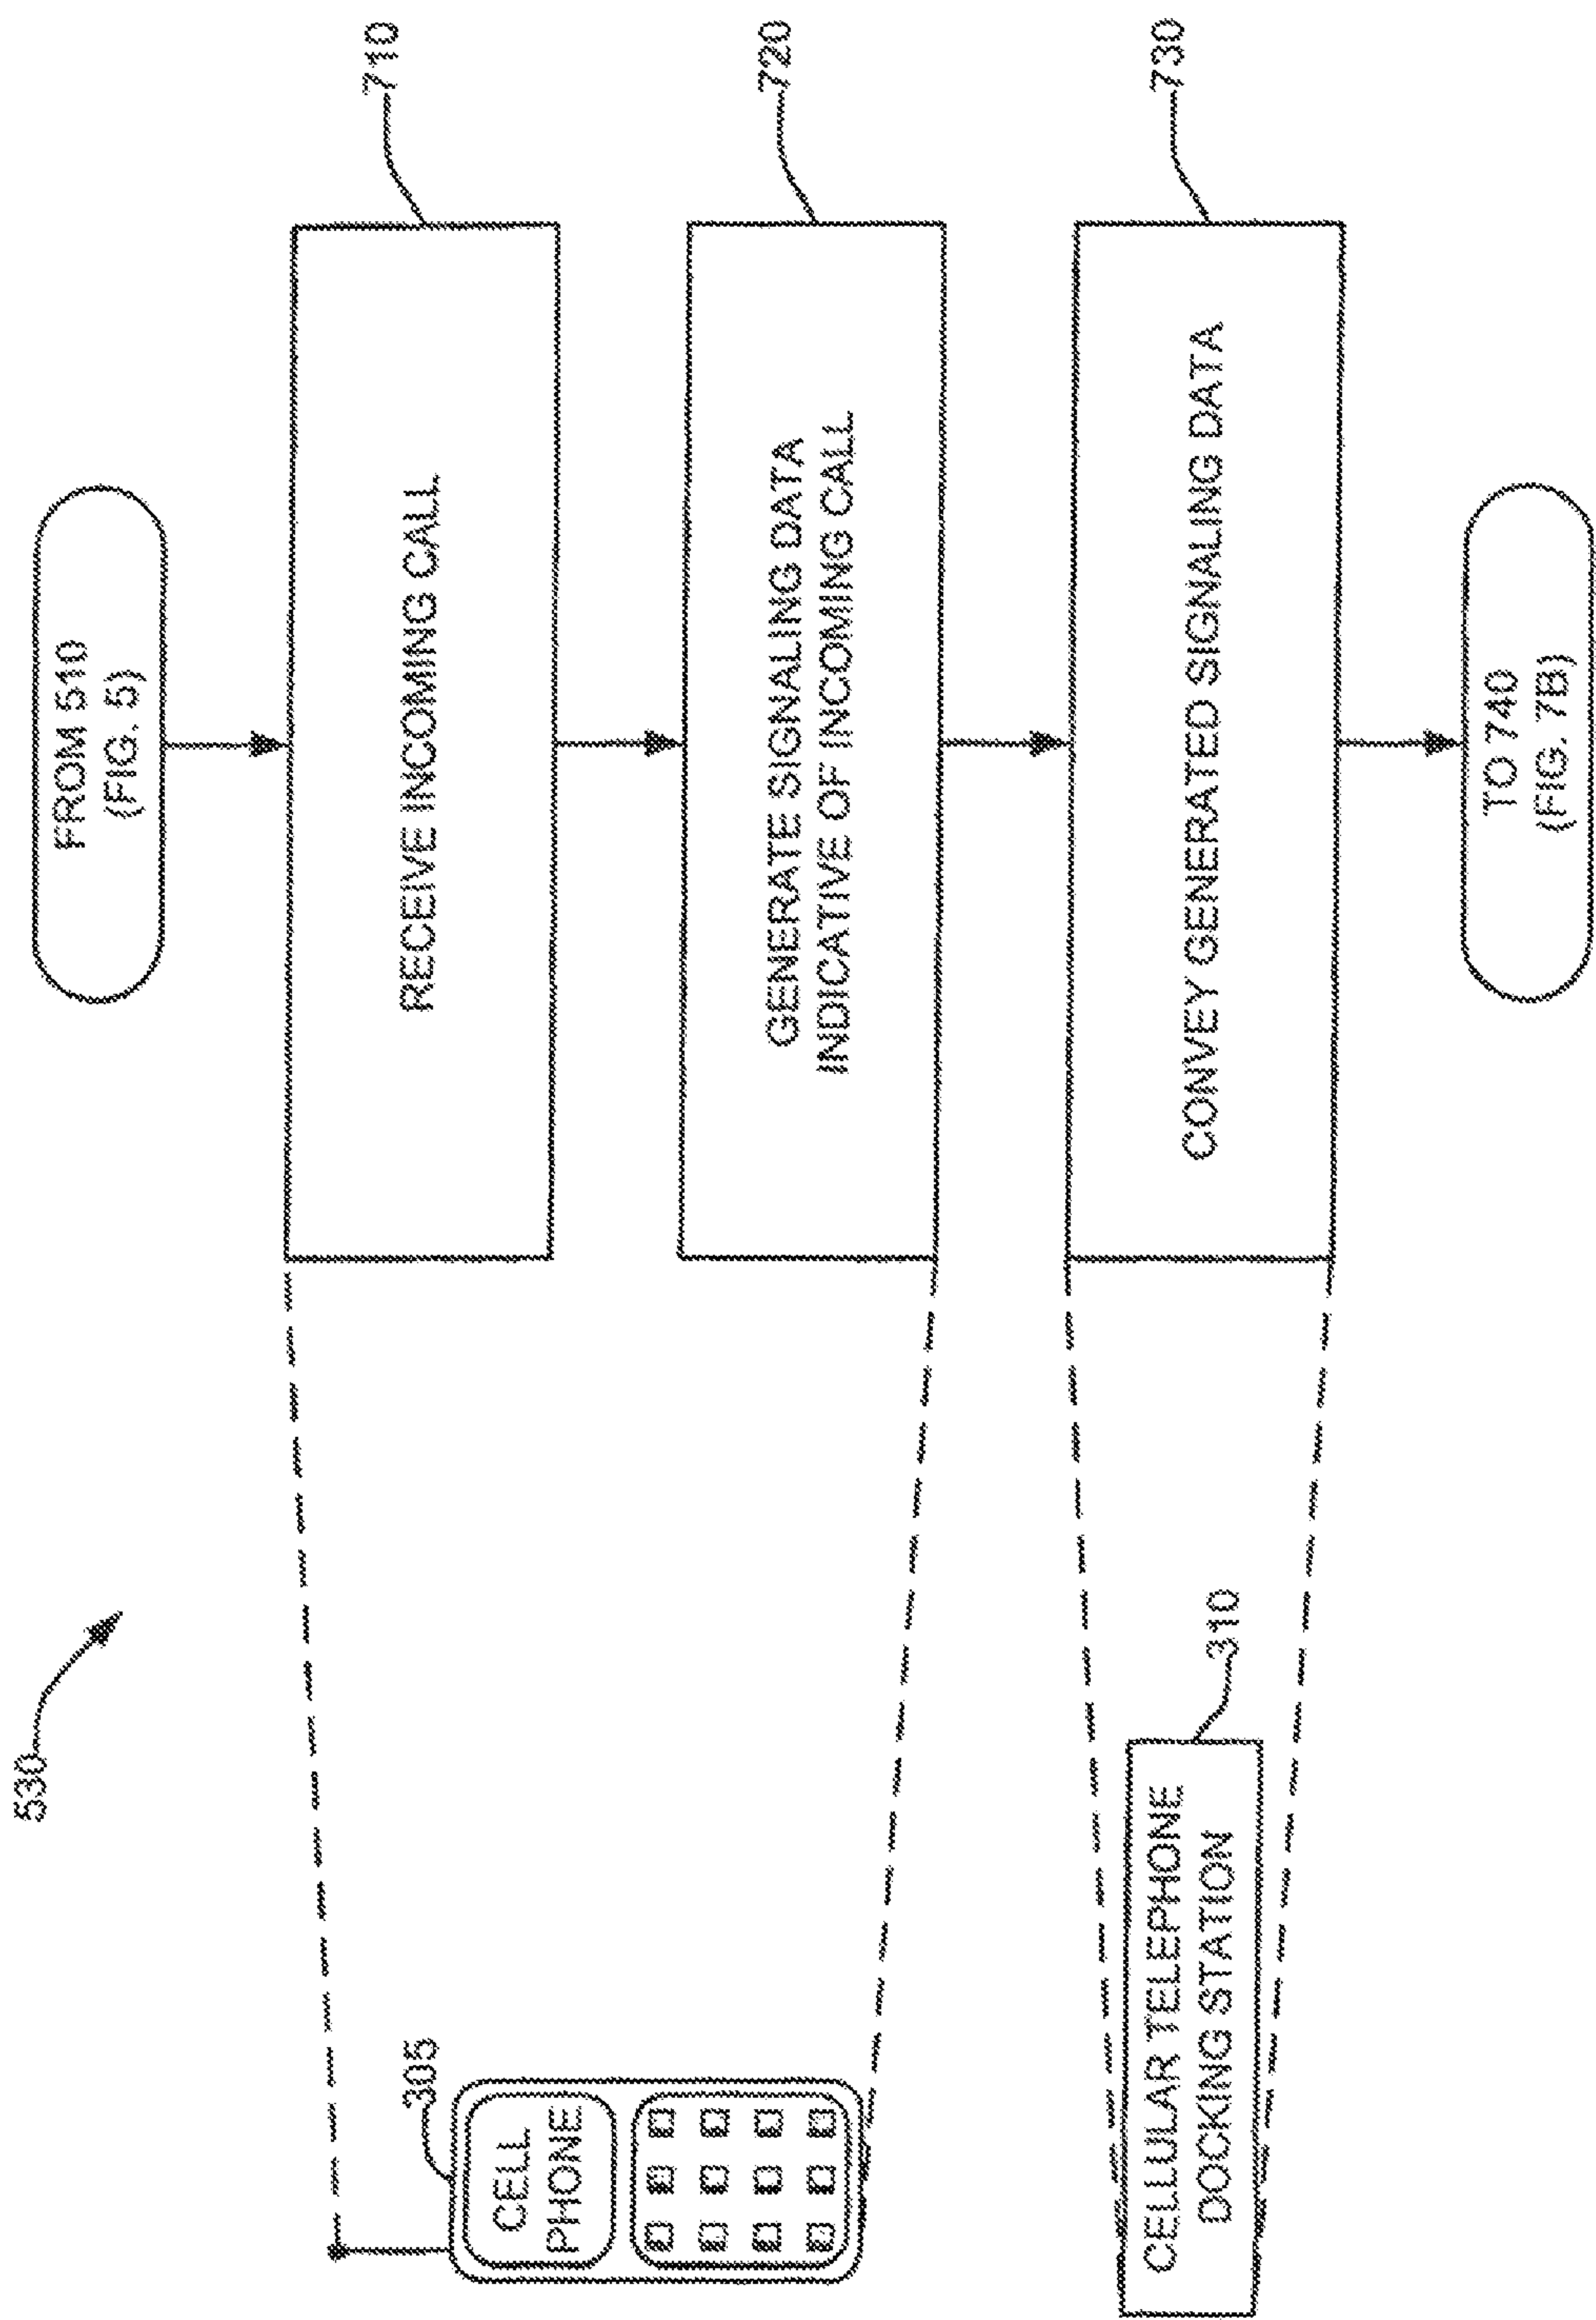 530
FROM 510
(FIG. 5)
RECEIVE INCOMING CALL
710
305
CELL
PHONE
GENERATE SIGNALING DATA
INDICATIVE OF INCOMING CALL
720
CONVEY GENERATED SIGNALING DATA
730
310
CELLULAR TELEPHONE
DOCKING STATION
TO 740
(FIG. 7B)